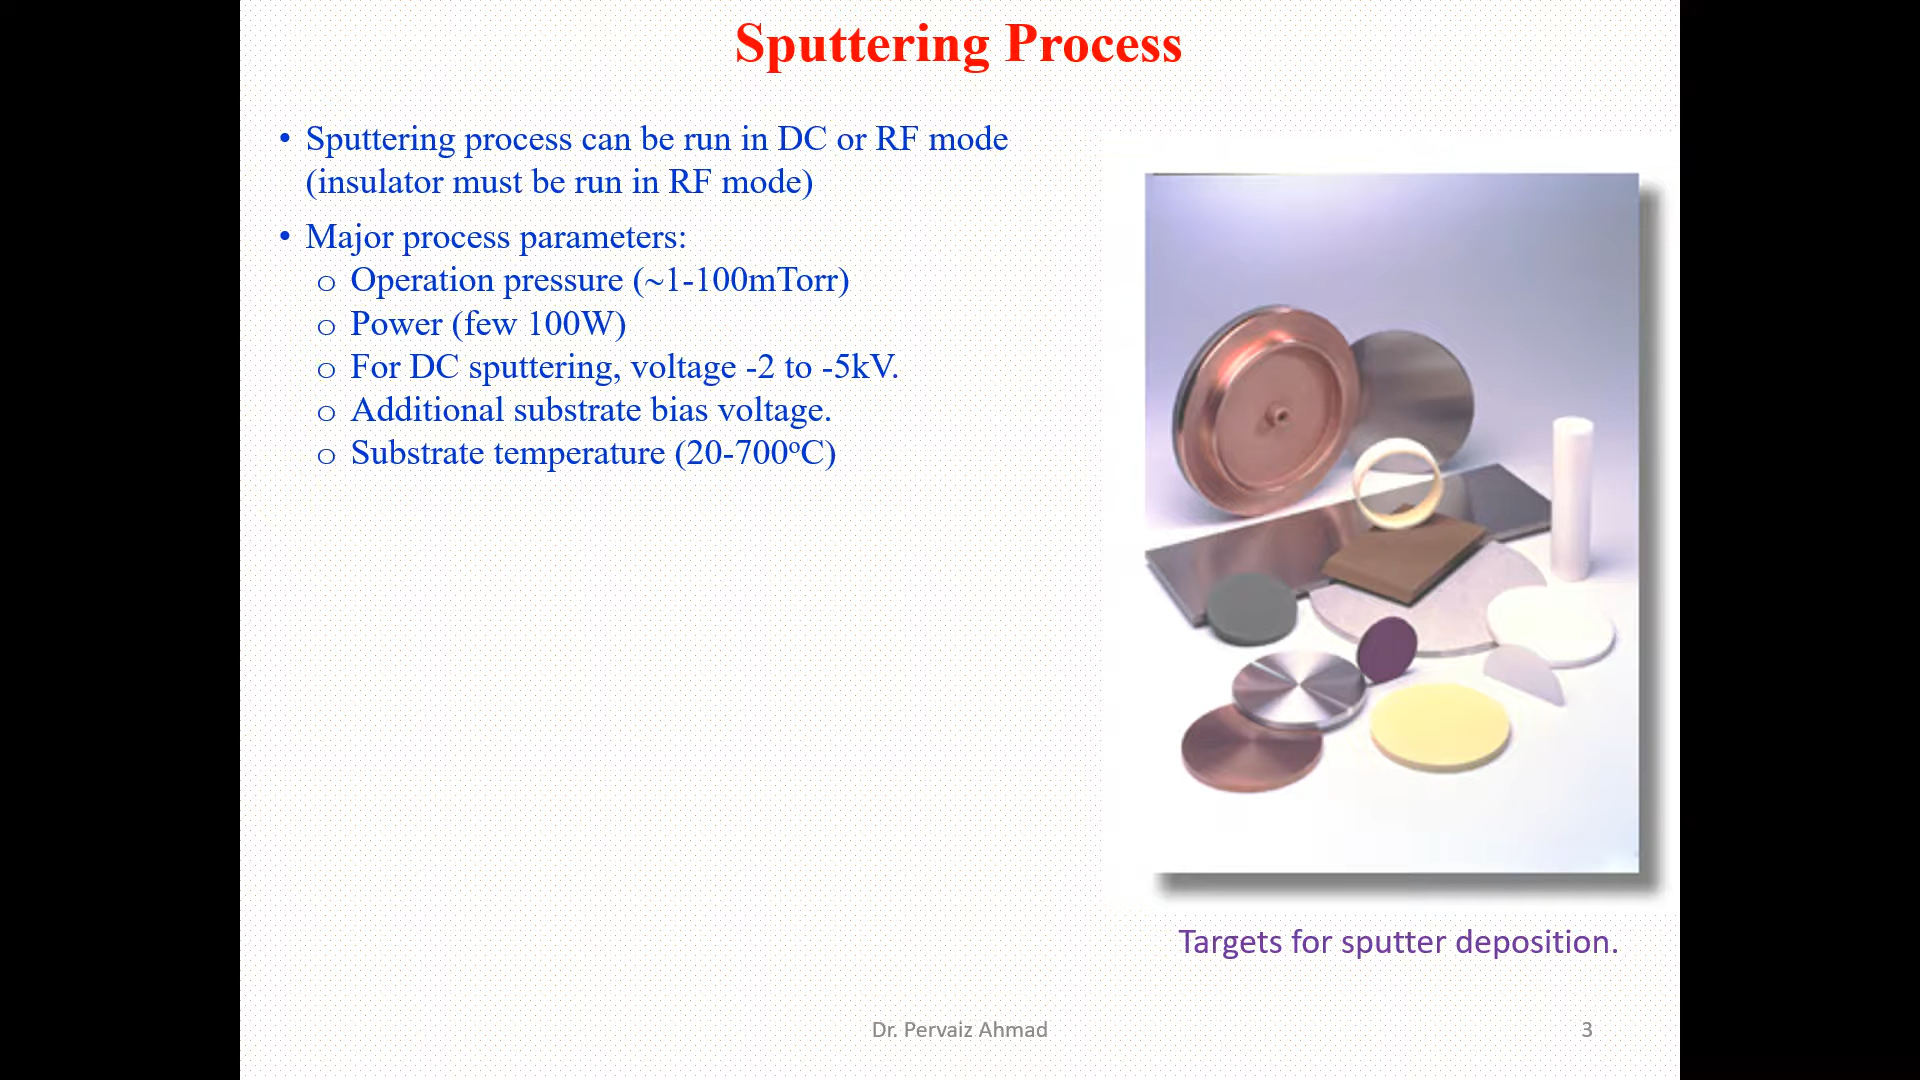 Sputtering Process
• Sputtering process can be run in DC or RF mode
(insulator must be run in RF mode)
• Major process parameters:
o Operation pressure (~1-100mTorr)
o Power (few 100W)
o For DC sputtering, voltage -2 to -5kV.
o Additional substrate bias voltage.
o Substrate temperature (20-700ºC)
Targets for sputter deposition.
Dr. Pervaiz Ahmad
3